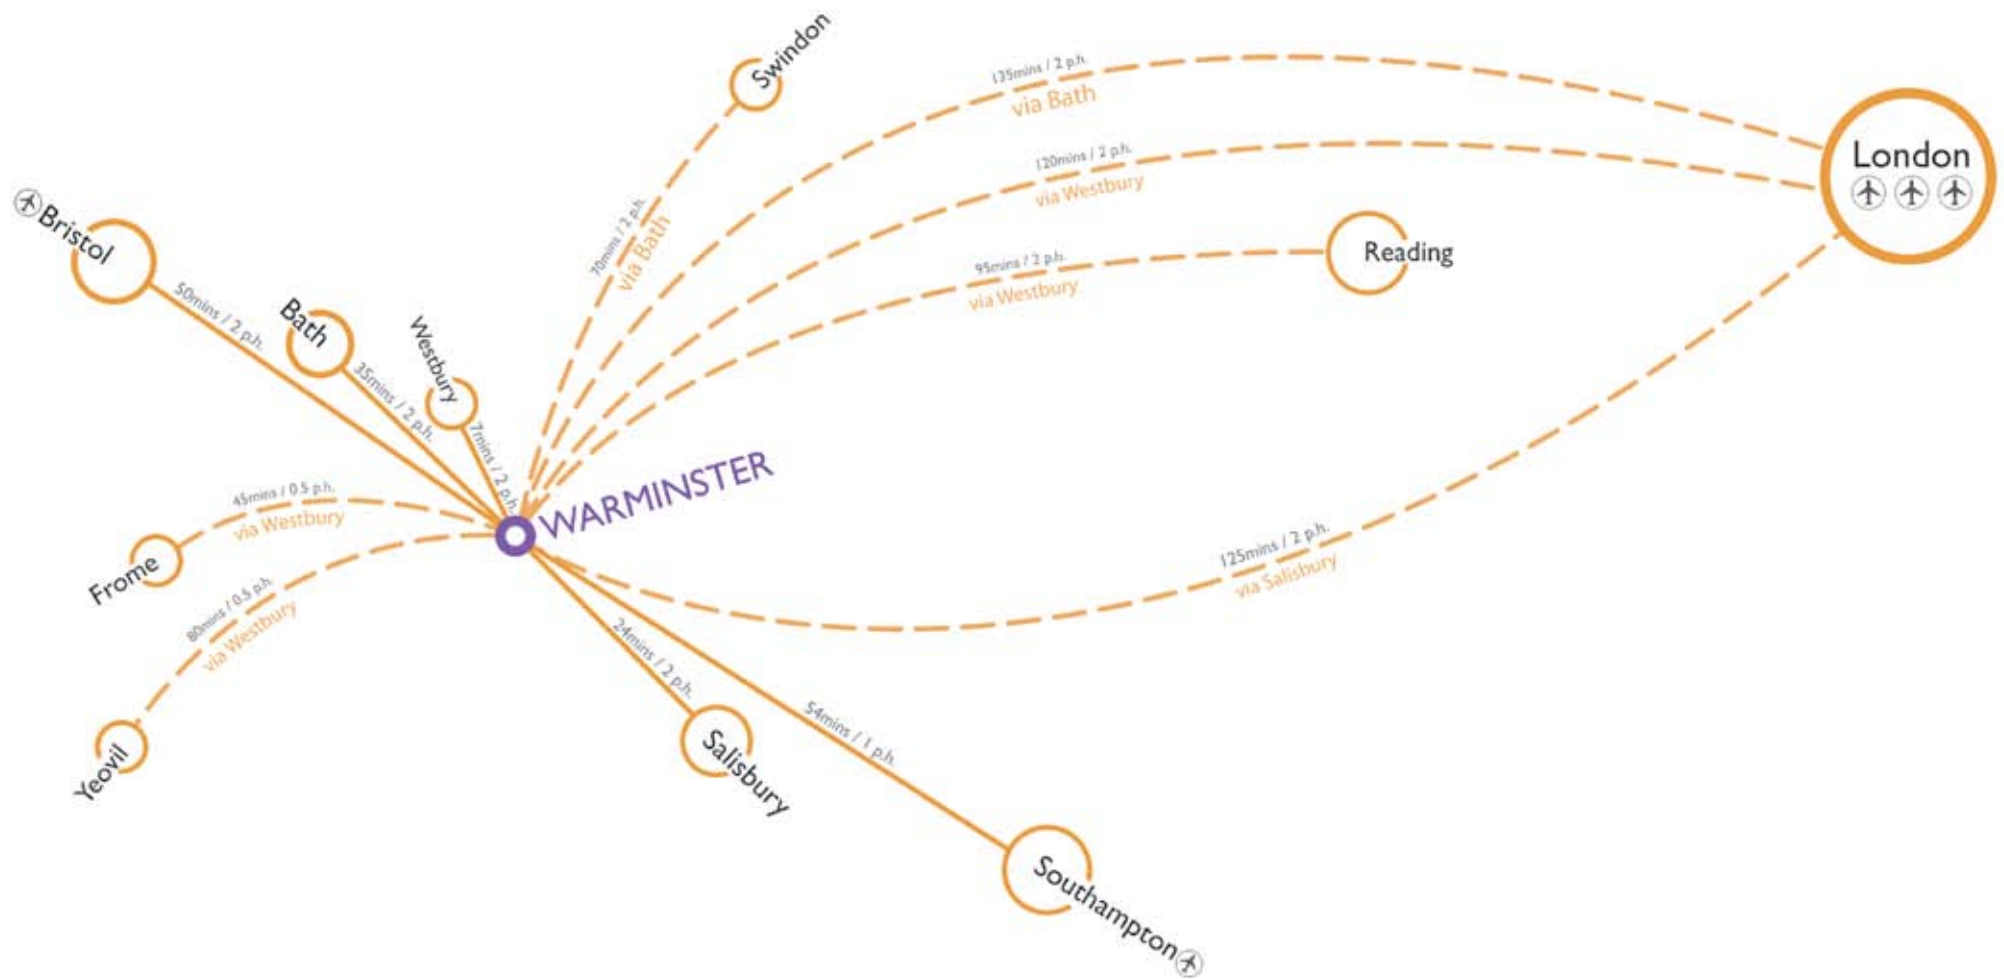 Swindon
135mins / 2 p.h.
via Bath
London
120mins / 2 p.h.
via Westbury
70mins / 2 p.h.
via Bath
Bristol
Reading
95mins / 2 p.h.
via Westbury
50mins / 2 p.h.
Bath
Westbury
35mins / 2 p.h.
7mins / 2 p.h.
WARMINSTER
45mins / 0.5 p.h.
via Westbury
Frome
125mins / 2 p.h.
via Salisbury
80mins / 0.5 p.h.
via Westbury
24mins / 2 p.h.
Yeovil
Salisbury
54mins / 1 p.h.
Southampton